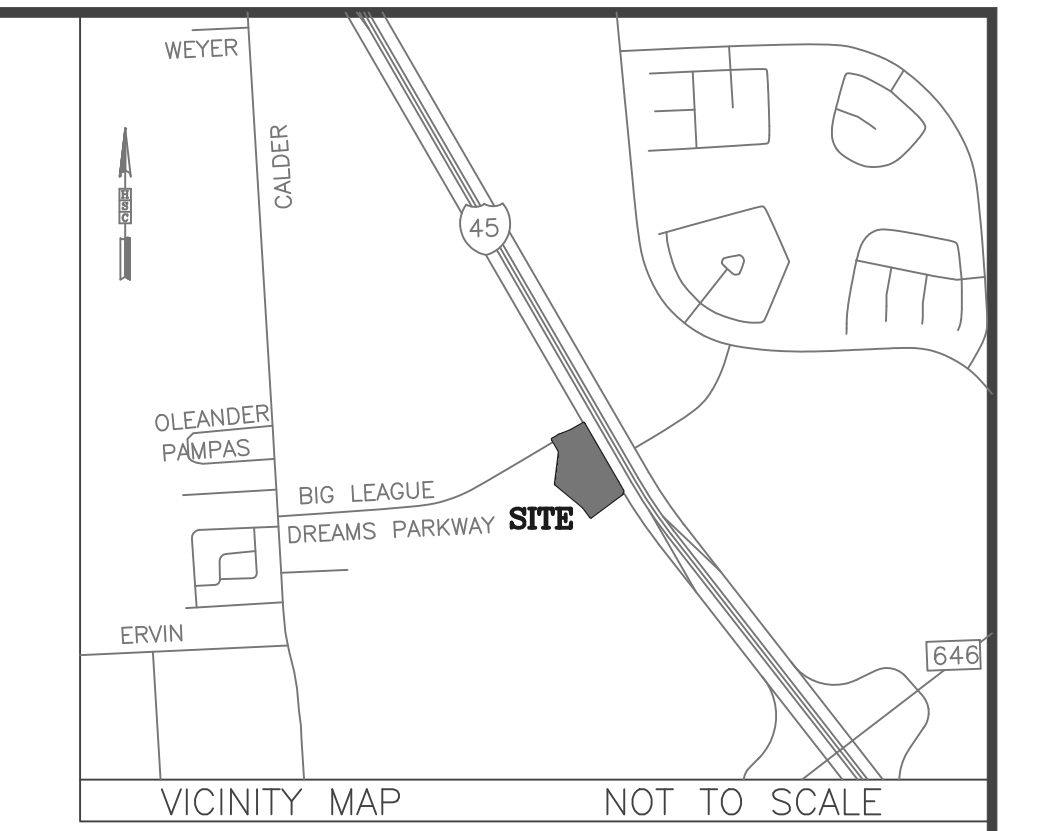 WEYER
CALDER
H
S
C
45
OLEANDER
PAMPAS
BIG LEAGUE
DREAMS PARKWAY
SITE
ERVIN
646
VICINITY MAP
NOT TO SCALE